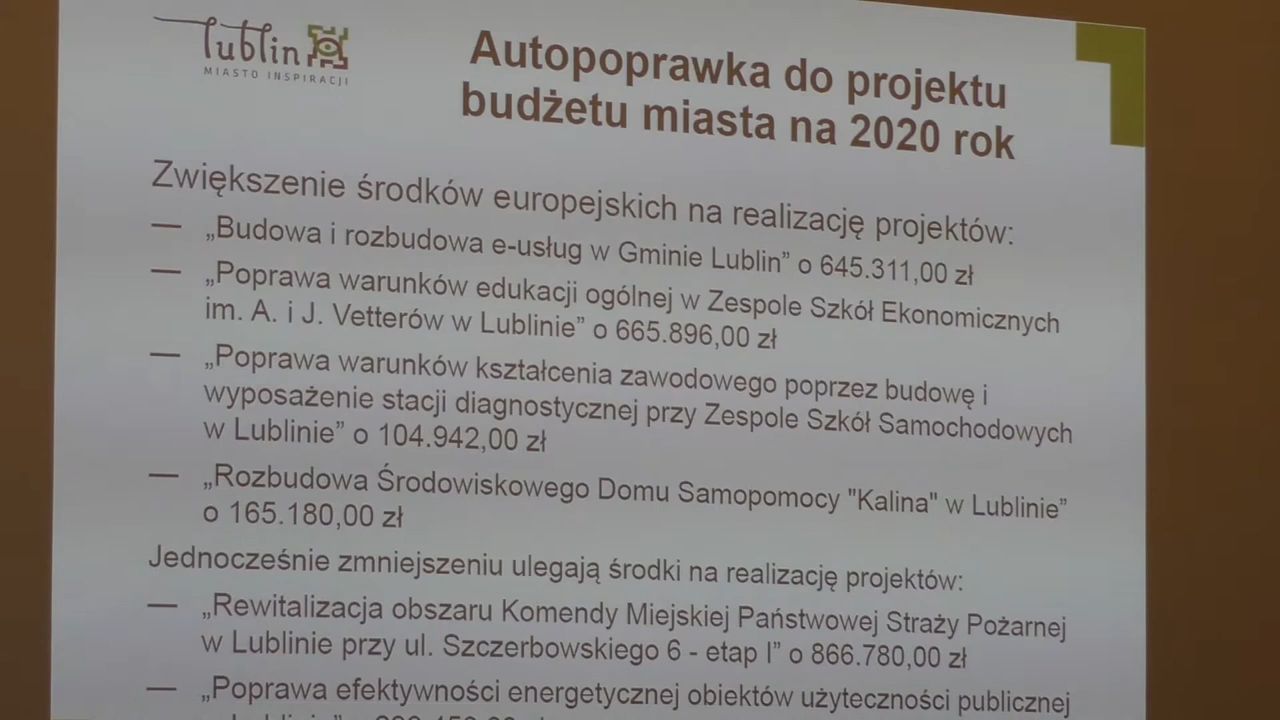 lublin
MIASTO INSPIRACJI
Autopoprawka do projektu
budżetu miasta na 2020 rok
Zwiększenie środków europejskich na realizację projektów:
— „Budowa i rozbudowa e-usług w Gminie Lublin” o 645.311,00 zł
— „Poprawa warunków edukacji ogólnej w Zespole Szkół Ekonomicznych
im. A. i J. Vetterów w Lublinie” o 665.896,00 zł
— „Poprawa warunków kształcenia zawodowego poprzez budowę i
wyposażenie stacji diagnostycznej przy Zespole Szkół Samochodowych
w Lublinie” o 104.942,00 zł
— „Rozbudowa Środowiskowego Domu Samopomocy "Kalina" w Lublinie”
o 165.180,00 zł
Jednocześnie zmniejszeniu ulegają środki na realizację projektów:
— „Rewitalizacja obszaru Komendy Miejskiej Państwowej Straży Pożarnej
w Lublinie przy ul. Szczerbowskiego 6 - etap I” o 866.780,00 zł
— „Poprawa efektywności energetycznej obiektów użyteczności publicznej